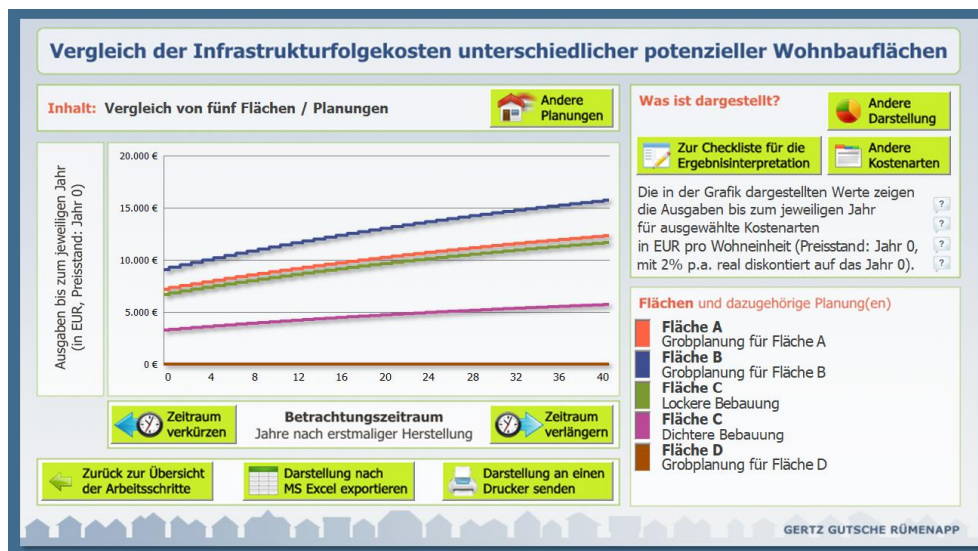 Vergleich der Infrastrukturfolgekosten unterschiedlicher potenzieller Wohnbauflächen
Inhalt: Vergleich von fünf Flächen / Planungen
Andere
Planungen
Was ist dargestellt?
Andere
Darstellung
Zur Checkliste für die
Ergebnisinterpretation
Andere
Kostenarten
Ausgaben bis zum jeweiligen Jahr
(in EUR, Preisstand: Jahr 0)
20.000 €
15.000 €
10.000 €
5.000 €
0 €
0 4 8 12 16 20 24 28 32 36 40
Die in der Grafik dargestellten Werte zeigen
die Ausgaben bis zum jeweiligen Jahr
für ausgewählte Kostenarten
in EUR pro Wohneinheit (Preisstand: Jahr 0,
mit 2% p.a. real diskontiert auf das Jahr 0).
?
?
?
?
Flächen und dazugehörige Planung(en)
Fläche A
Grobplanung für Fläche A
Fläche B
Grobplanung für Fläche B
Fläche C
Lockere Bebauung
Fläche C
Dichtere Bebauung
Fläche D
Grobplanung für Fläche D
Zeitraum
verkürzen
Betrachtungszeitraum
Jahre nach erstmaliger Herstellung
Zeitraum
verlängern
Zurück zur Übersicht
der Arbeitsschritte
Darstellung nach
MS Excel exportieren
Darstellung an einen
Drucker senden
GERTZ GUTSCHE RÜMENAPP